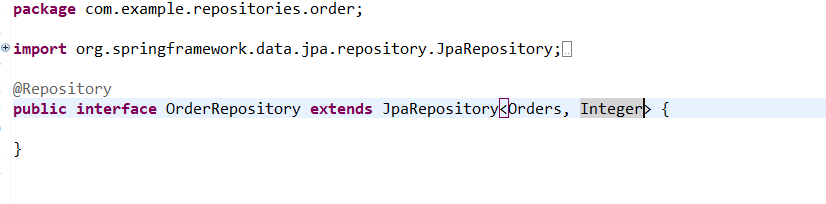 package com.example.repositories.order;
import org.springframework.data.jpa.repository.JpaRepository;
@Repository
public interface OrderRepository extends JpaRepository<Orders, Integer> {
}